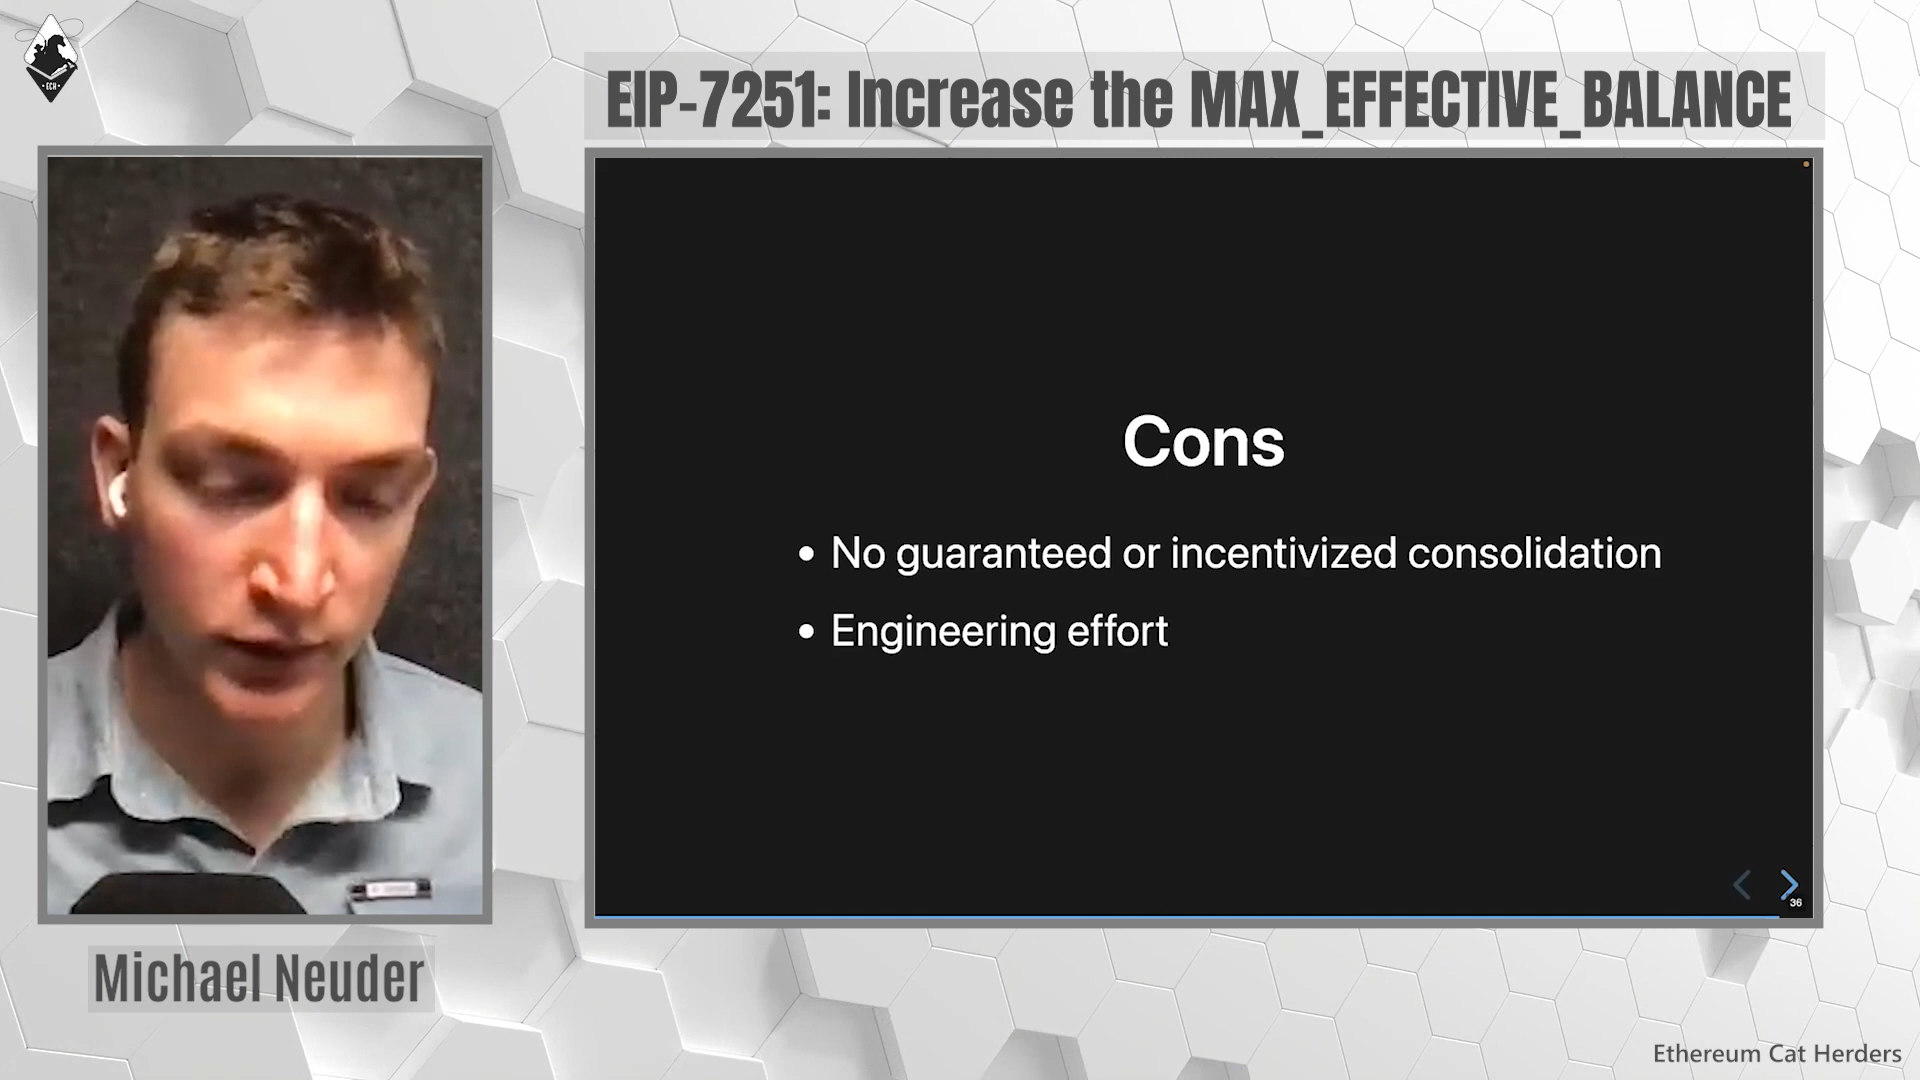 ECH
EIP-7251: Increase the MAX_EFFECTIVE_BALANCE
Cons
• No guaranteed or incentivized consolidation
• Engineering effort
36
Michael Neuder
Ethereum Cat Herders